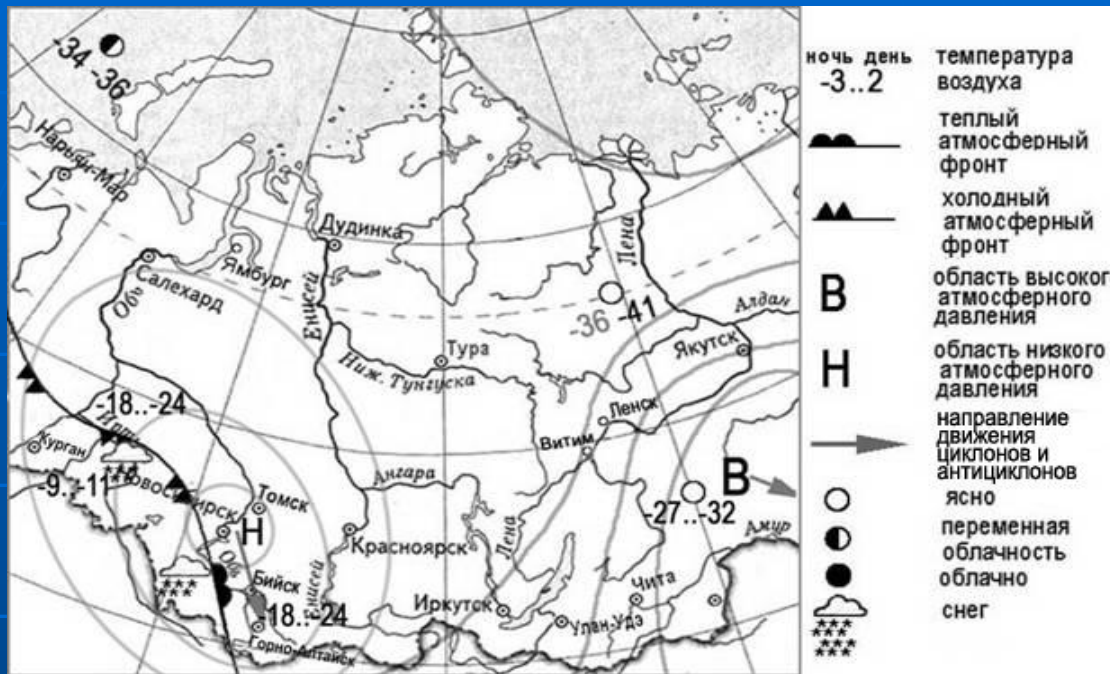 -34 -36
Нарьян-Мар
Дудинка
Ямбург
Салехард
Обь
Енисей
Лена
Алдан
-36 -41
Якутск
Тура
Ниж. Тунгуска
-18..-24
Курган
Ленск
Витим
-9..-11
Новосибирск
Томск
Ангара
В
-27..-32
Н
Красноярск
Лена
Амур
Обь
Бийск
Енисей
Иркутск
Чита
Улан-Удэ
-18..-24
Горно-Алтайск
ночь день
-3..2
температура
воздуха
теплый
атмосферный
фронт
холодный
атмосферный
фронт
В
область высоког
атмосферного
давления
Н
область низкого
атмосферного
давления
направление
движения
циклонов и
антициклонов
ясно
переменная
облачность
облачно
снег